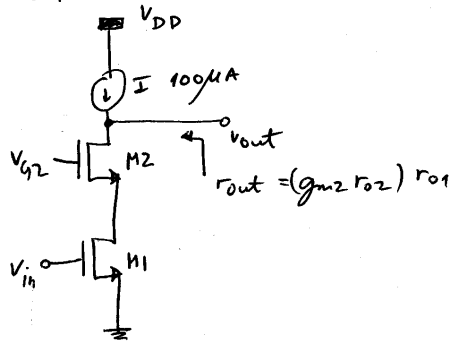 VDD
I 100μA
vout
VG2
M2
rout = (gm2 ro2) ro1
Vin
M1